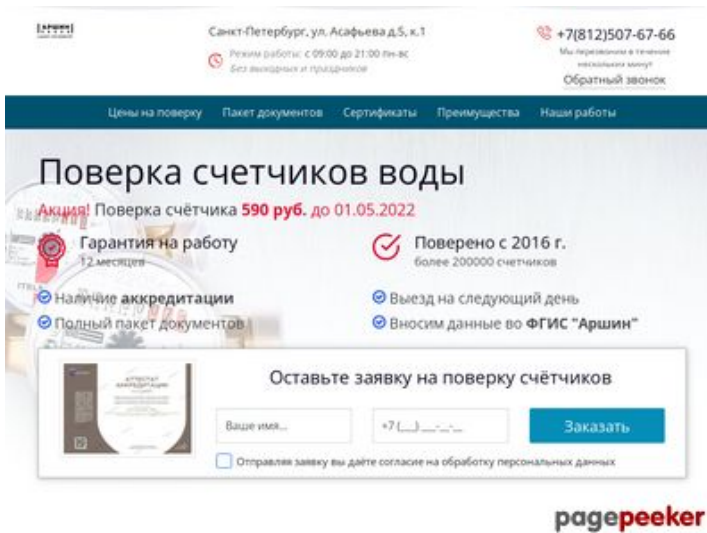 [АРШИН]
Санкт-Петербург, ул. Асафьева д.5, к.1
Режим работы: с 09:00 до 21:00 пн-вс
Без выходных и праздников
+7(812)507-67-66
Мы перезвоним в течение
нескольких минут
Обратный звонок
Цены на поверку Пакет документов Сертификаты Преимущества Наши работы
Поверка счетчиков воды
Акция! Поверка счётчика 590 руб. до 01.05.2022
Гарантия на работу
12 месяцев
Поверено с 2016 г.
более 200000 счетчиков
Наличие аккредитации
Выезд на следующий день
Полный пакет документов
Вносим данные во ФГИС "Аршин"
АТТЕСТАТ
АККРЕДИТАЦИИ
Оставьте заявку на поверку счётчиков
Ваше имя...
+7 (__) __-_-_
Заказать
Отправляя заявку вы даёте согласие на обработку персональных данных
pagepeeker